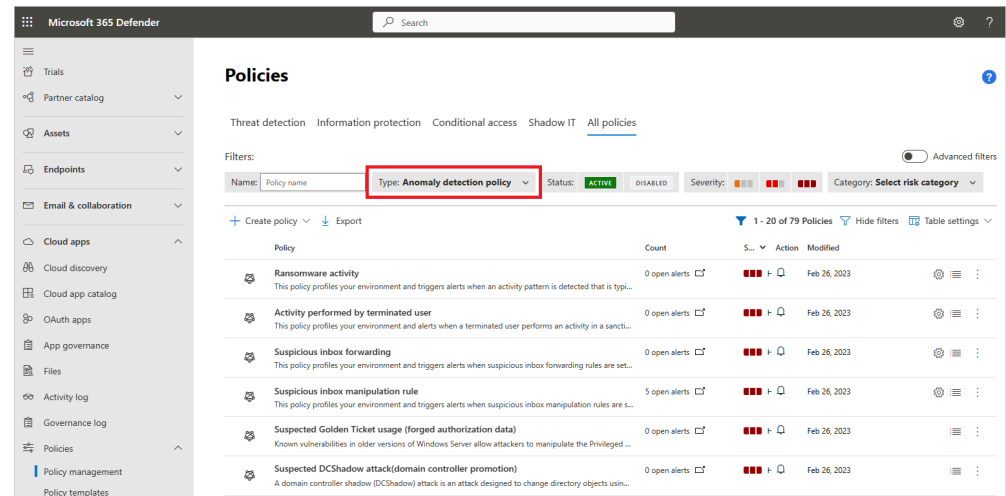 Microsoft 365 Defender
Search
?
Trials
Partner catalog
Assets
Endpoints
Email & collaboration
Cloud apps
Cloud discovery
Cloud app catalog
OAuth apps
App governance
Files
Activity log
Governance log
Policies
Policy management
Policy templates
Policies
?
Threat detection Information protection Conditional access Shadow IT All policies
Filters:
Advanced filters
Name: Policy name Type: Anomaly detection policy Status: ACTIVE DISABLED Severity: Category: Select risk category
Create policy Export 1 - 20 of 79 Policies Hide filters Table settings
Policy Count S... Action Modified
Ransomware activity 0 open alerts Feb 26, 2023
This policy profiles your environment and triggers alerts when an activity pattern is detected that is typi...
Activity performed by terminated user 0 open alerts Feb 26, 2023
This policy profiles your environment and alerts when a terminated user performs an activity in a sancti...
Suspicious inbox forwarding 0 open alerts Feb 26, 2023
This policy profiles your environment and triggers alerts when suspicious inbox forwarding rules are set...
Suspicious inbox manipulation rule 5 open alerts Feb 26, 2023
This policy profiles your environment and triggers alerts when suspicious inbox manipulation rules are s...
Suspected Golden Ticket usage (forged authorization data) 0 open alerts Feb 26, 2023
Known vulnerabilities in older versions of Windows Server allow attackers to manipulate the Privileged ...
Suspected DCShadow attack(domain controller promotion) 0 open alerts Feb 26, 2023
A domain controller shadow (DCShadow) attack is an attack designed to change directory objects usin...